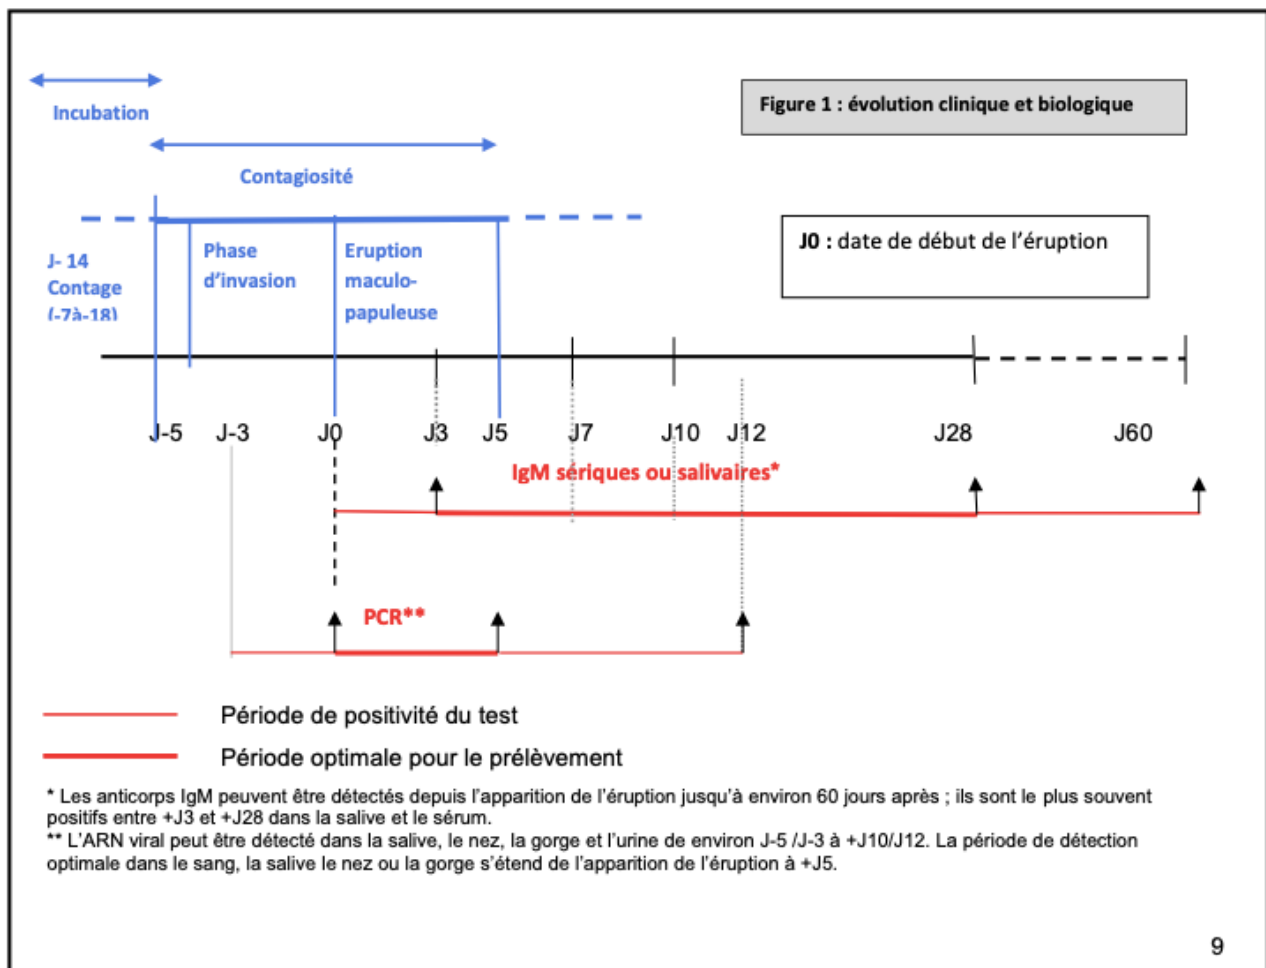 Incubation
Figure 1 : évolution clinique et biologique
Contagiosité
J0 : date de début de l'éruption
J- 14
Contage
(-7à-18)
Phase
d'invasion
Eruption
maculo-
papuleuse
J-5 J-3 J0 J3 J5 J7 J10 J12 J28 J60
IgM sériques ou salivaires*
PCR**
Période de positivité du test
Période optimale pour le prélèvement
* Les anticorps IgM peuvent être détectés depuis l'apparition de l'éruption jusqu'à environ 60 jours après ; ils sont le plus souvent
positifs entre +J3 et +J28 dans la salive et le sérum.
** L'ARN viral peut être détecté dans la salive, le nez, la gorge et l'urine de environ J-5 /J-3 à +J10/J12. La période de détection
optimale dans le sang, la salive le nez ou la gorge s'étend de l'apparition de l'éruption à +J5.
9